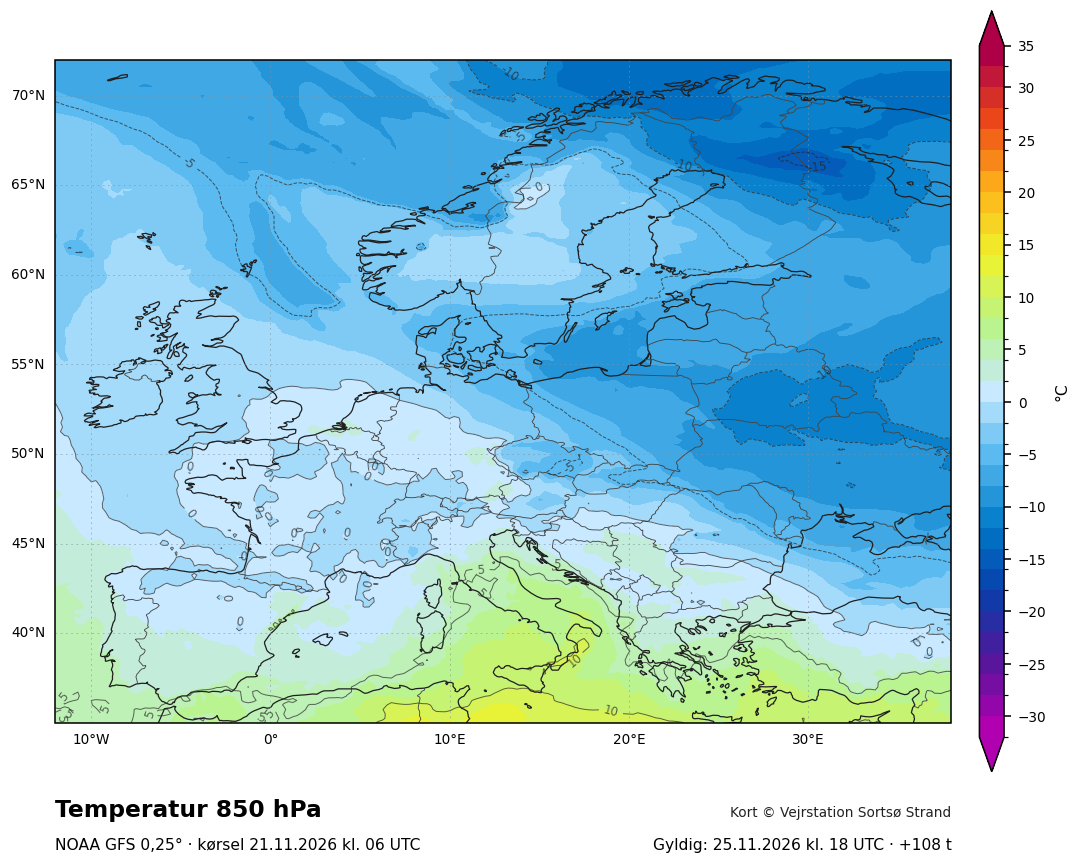 70°N
65°N
60°N
55°N
50°N
45°N
40°N
10°W
0°
10°E
20°E
30°E
35
30
25
20
15
10
5
0
−5
−10
−15
−20
−25
−30
°C
Temperatur 850 hPa
Kort © Vejrstation Sortsø Strand
NOAA GFS 0,25° · kørsel 21.11.2026 kl. 06 UTC
Gyldig: 25.11.2026 kl. 18 UTC · +108 t